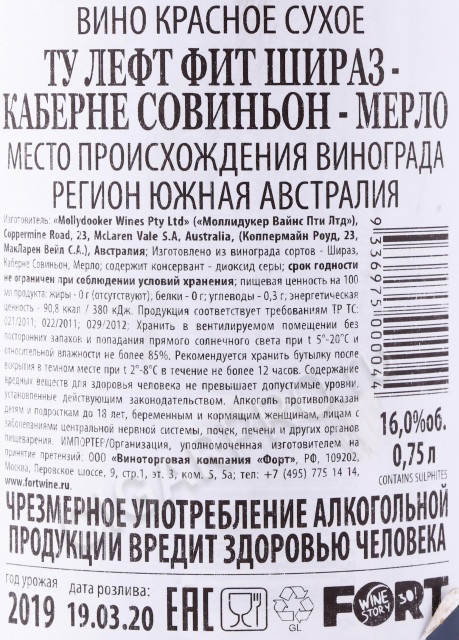 ВИНО КРАСНОЕ СУХОЕ
ТУ ЛЕФТ ФИТ ШИРАЗ -
КАБЕРНЕ СОВИНЬОН - МЕРЛО
МЕСТО ПРОИСХОЖДЕНИЯ ВИНОГРАДА
РЕГИОН ЮЖНАЯ АВСТРАЛИЯ
Изготовитель: «Mollydooker Wines Pty Ltd» («Моллидукер Вайнс Пти Лтд»),
Coppermine Road, 23, McLaren Vale S.A, Australia, (Коппермайн Роуд, 23,
МакЛарен Вейл С.А.), Австралия; Изготовлено из винограда сортов - Шираз,
Каберне Совиньон, Мерло; содержит консервант - диоксид серы; срок годности
не ограничен при соблюдении условий хранения; пищевая ценность на 100
мл продукта: жиры - 0 г (отсутствуют); белки - 0 г; углеводы - 0,3 г; энергетическая
ценность - 90,8 ккал / 380 кДж. Продукция соответствует требованиям ТР ТС:
021/2011; 022/2011; 029/2012; Хранить в вентилируемом помещении без
посторонних запахов и попадания прямого солнечного света при t 5°-20°С и
относительной влажности не более 85%. Рекомендуется хранить бутылку после
вскрытия в темном месте при t 2°-8°С в течение не более 12 часов. Содержание
вредных веществ для здоровья человека не превышает допустимые уровни,
установленные действующим законодательством. Алкоголь противопоказан
детям и подросткам до 18 лет, беременным и кормящим женщинам, лицам с
заболеваниями центральной нервной системы, почек, печени и других органов
пищеварения. ИМПОРТЕР/Организация, уполномоченная изготовителем на
принятие претензий: ООО «Виноторговая компания «Форт», РФ, 109202,
Москва, Перовское шоссе, 9, стр.1, эт. 3, ком. 5, 5а; тел: +7 (495) 775 14 14,
www.fortwine.ru
9336975000044
16,0%об.
0,75 л
CONTAINS SULPHITES
ЧРЕЗМЕРНОЕ УПОТРЕБЛЕНИЕ АЛКОГОЛЬНОЙ
ПРОДУКЦИИ ВРЕДИТ ЗДОРОВЬЮ ЧЕЛОВЕКА
год урожая
2019
дата розлива:
19.03.20
EAC
GL
FORT
WINE STORY
30!